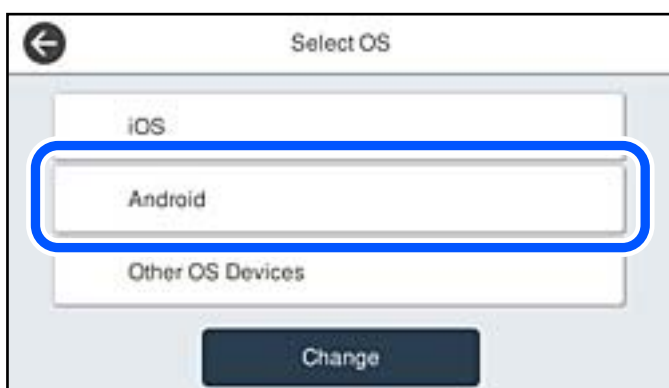 Select OS
iOS
Android
Other OS Devices
Change